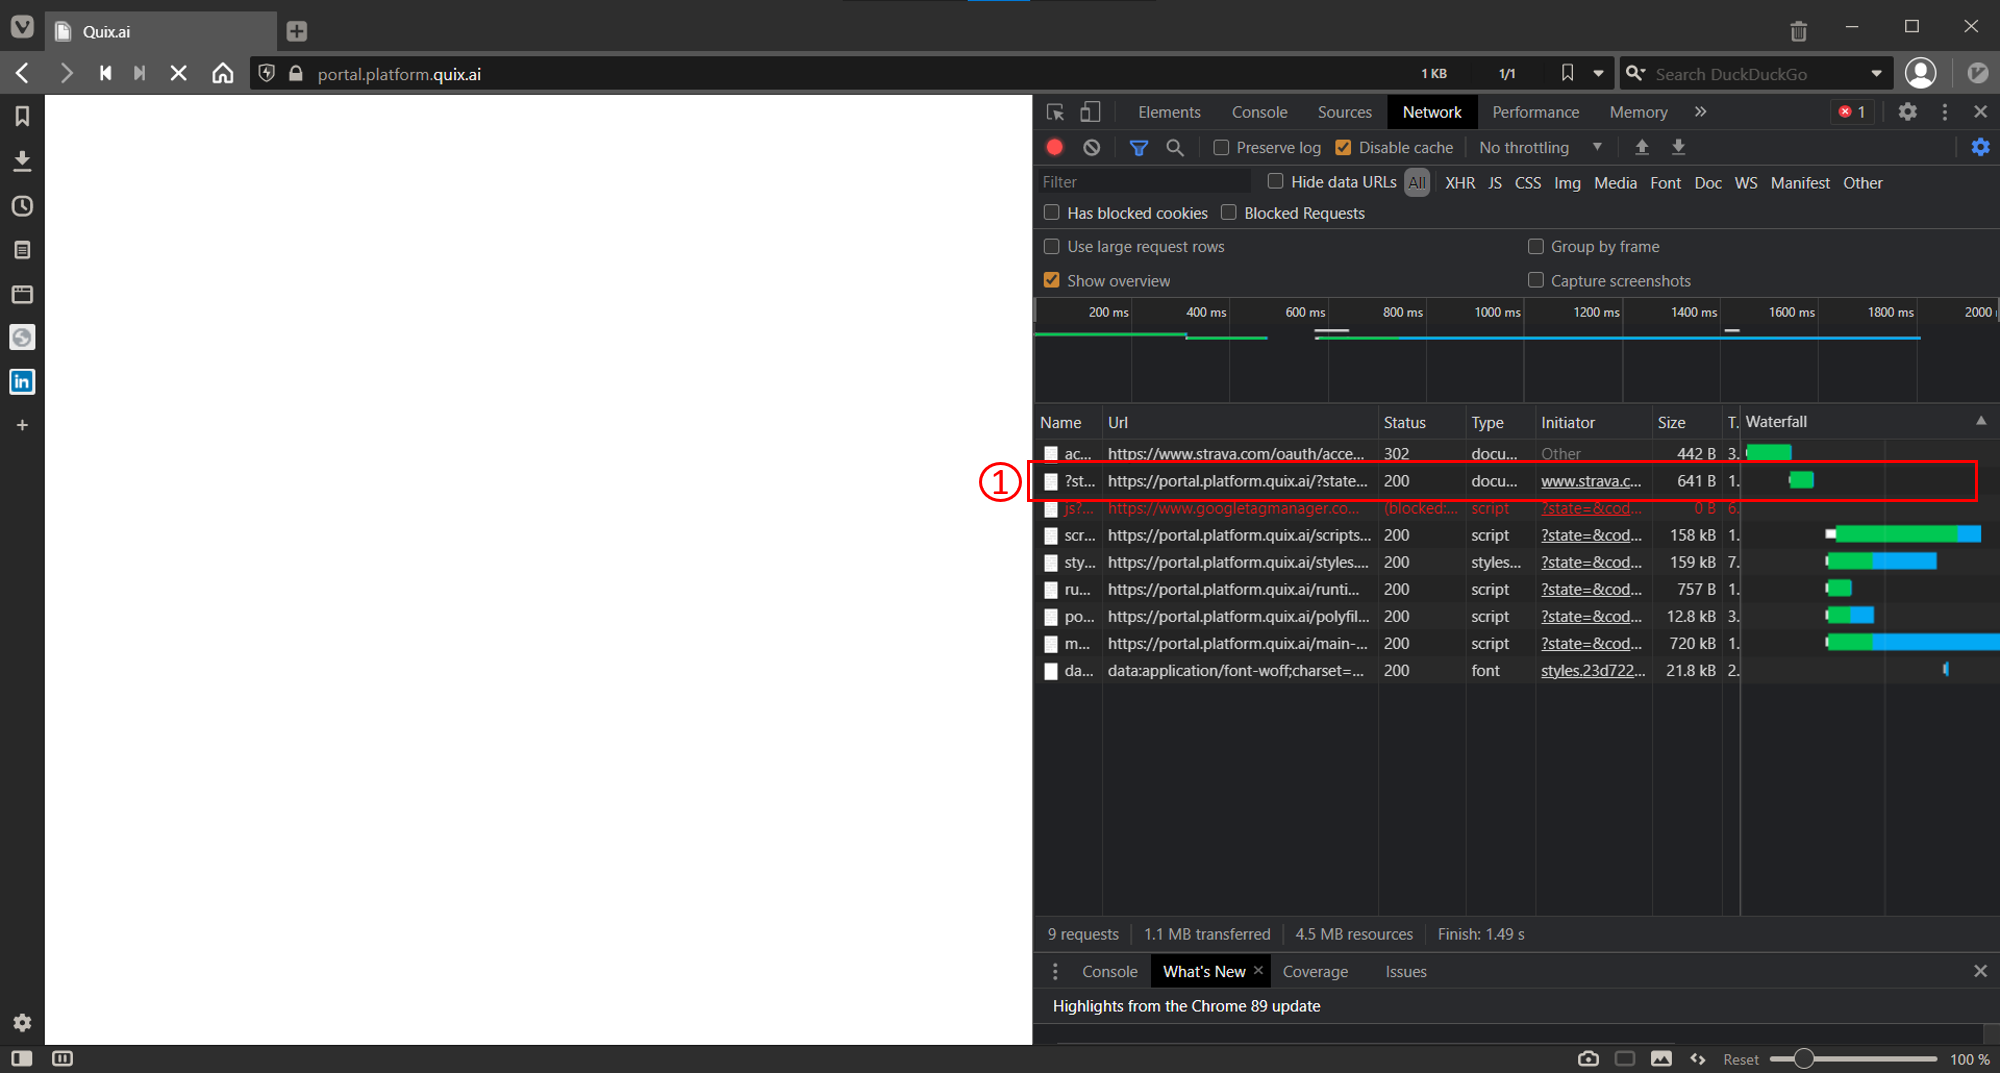 Quix.ai
portal.platform.quix.ai 1 KB 1/1 Search DuckDuckGo
Elements Console Sources Network Performance Memory » 1
Preserve log Disable cache No throttling
Filter Hide data URLs All XHR JS CSS Img Media Font Doc WS Manifest Other
Has blocked cookies Blocked Requests
Use large request rows Group by frame
Show overview Capture screenshots
200 ms 400 ms 600 ms 800 ms 1000 ms 1200 ms 1400 ms 1600 ms 1800 ms 2000
Name Url Status Type Initiator Size T. Waterfall
ac... https://www.strava.com/oauth/acce... 302 docu... Other 442 B 3.
① ?st... https://portal.platform.quix.ai/?state... 200 docu... www.strava.c... 641 B 1.
js?... https://www.googletagmanager.co... (blocked:... script ?state=&cod... 0 B 6.
scr... https://portal.platform.quix.ai/scripts... 200 script ?state=&cod... 158 kB 1.
sty... https://portal.platform.quix.ai/styles.... 200 styles... ?state=&cod... 159 kB 7.
ru... https://portal.platform.quix.ai/runti... 200 script ?state=&cod... 757 B 1.
po... https://portal.platform.quix.ai/polyfil... 200 script ?state=&cod... 12.8 kB 3.
m... https://portal.platform.quix.ai/main-... 200 script ?state=&cod... 720 kB 1.
da... data:application/font-woff;charset=... 200 font styles.23d722... 21.8 kB 2.
9 requests 1.1 MB transferred 4.5 MB resources Finish: 1.49 s
Console What's New Coverage Issues
Highlights from the Chrome 89 update
Reset 100 %
in